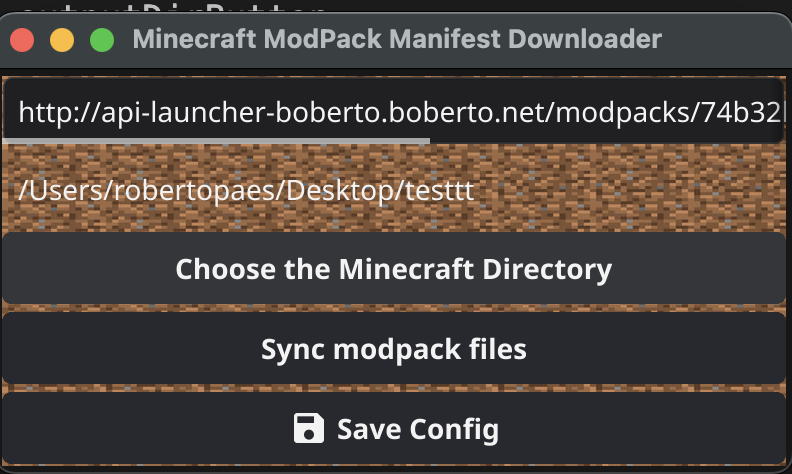 Minecraft ModPack Manifest Downloader
http://api-launcher-boberto.boberto.net/modpacks/74b32
/Users/robertopaes/Desktop/testtt
Choose the Minecraft Directory
Sync modpack files
Save Config